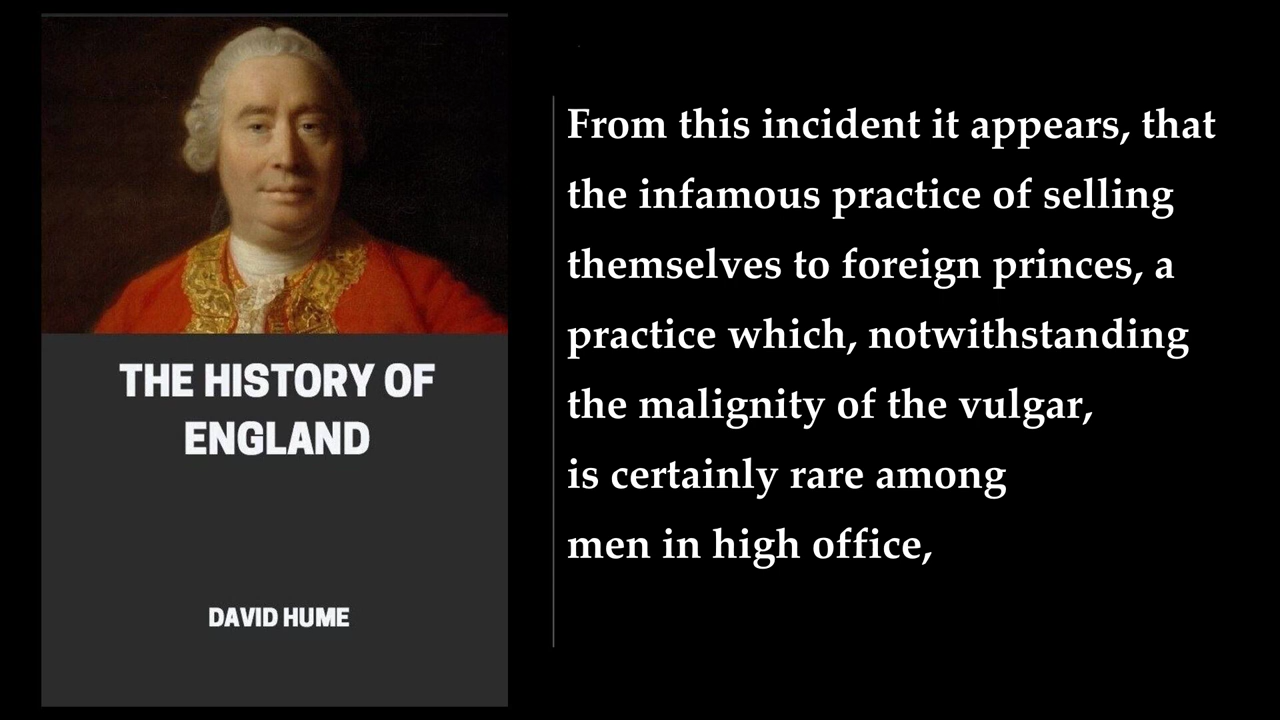 THE HISTORY OF
ENGLAND
DAVID HUME
From this incident it appears, that
the infamous practice of selling
themselves to foreign princes, a
practice which, notwithstanding
the malignity of the vulgar,
is certainly rare among
men in high office,